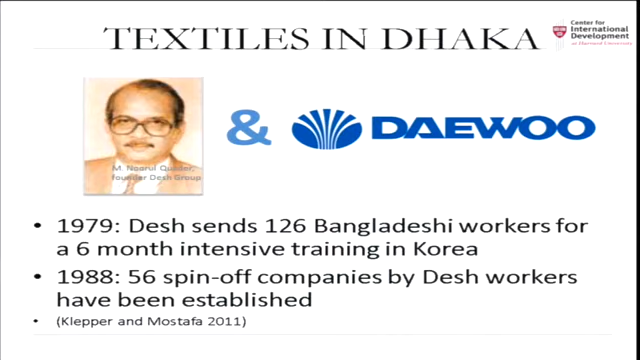 TEXTILES IN DHAKA
Center for
International
Development
at Harvard University
M. Noorul Quader,
founder Desh Group
&
DAEWOO
• 1979: Desh sends 126 Bangladeshi workers for
a 6 month intensive training in Korea
• 1988: 56 spin-off companies by Desh workers
have been established
• (Klepper and Mostafa 2011)